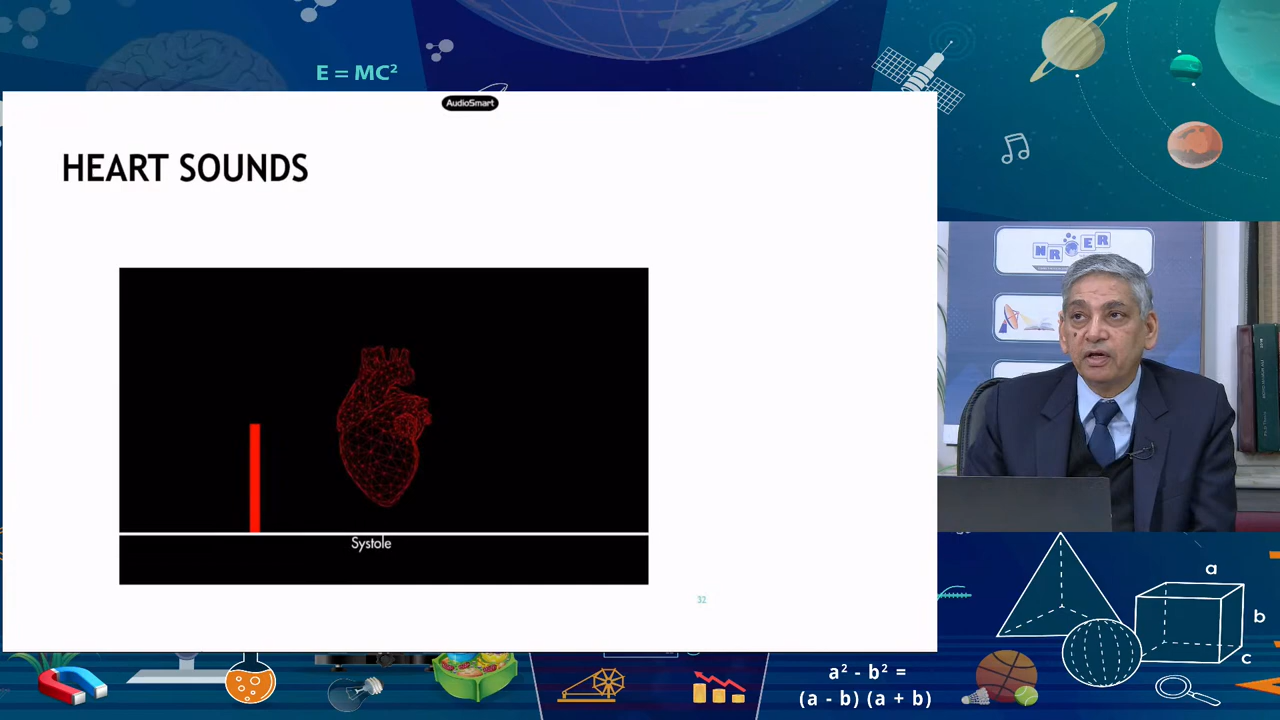 E = MC²
AudioSmart
HEART SOUNDS
Systole
32
N R E R
a
b
c
a² - b² =
(a - b) (a + b)